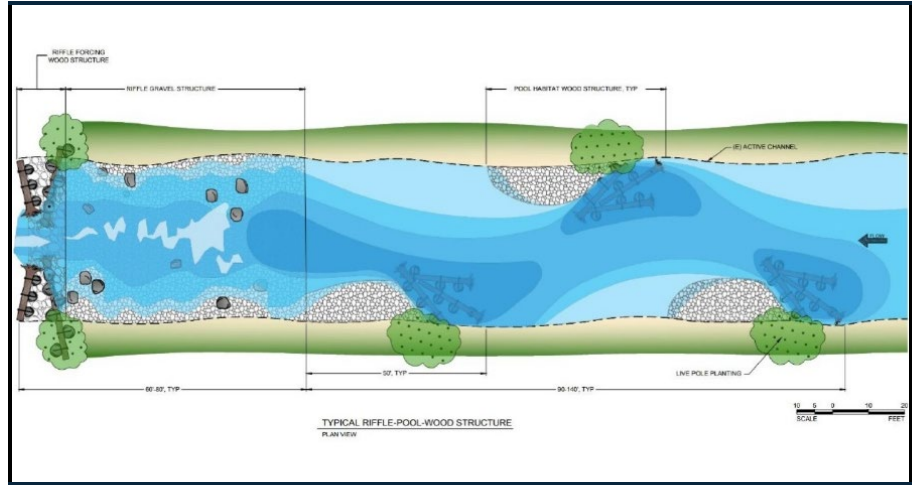 RIFFLE FORCING
WOOD STRUCTURE
RIFFLE GRAVEL STRUCTURE
POOL HABITAT WOOD STRUCTURE, TYP
(E) ACTIVE CHANNEL
LIVE POLE PLANTING
50', TYP
60'-80', TYP
90-140', TYP
10 5 0 10 20
SCALE FEET
TYPICAL RIFFLE-POOL-WOOD STRUCTURE
PLAN VIEW